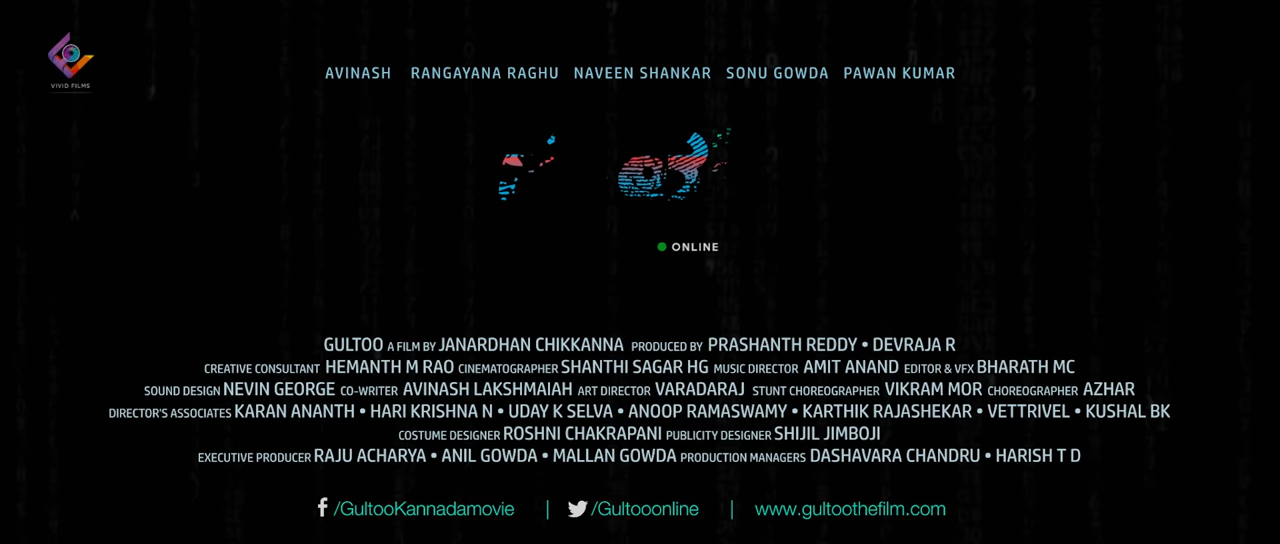 VIVID FILMS
AVINASH RANGAYANA RAGHU NAVEEN SHANKAR SONU GOWDA PAWAN KUMAR
ONLINE
GULTOO A FILM BY JANARDHAN CHIKKANNA PRODUCED BY PRASHANTH REDDY • DEVRAJA R
CREATIVE CONSULTANT HEMANTH M RAO CINEMATOGRAPHER SHANTHI SAGAR HG MUSIC DIRECTOR AMIT ANAND EDITOR & VFX BHARATH MC
SOUND DESIGN NEVIN GEORGE CO-WRITER AVINASH LAKSHMAIAH ART DIRECTOR VARADARAJ STUNT CHOREOGRAPHER VIKRAM MOR CHOREOGRAPHER AZHAR
DIRECTOR'S ASSOCIATES KARAN ANANTH • HARI KRISHNA N • UDAY K SELVA • ANOOP RAMASWAMY • KARTHIK RAJASHEKAR • VETTRIVEL • KUSHAL BK
COSTUME DESIGNER ROSHNI CHAKRAPANI PUBLICITY DESIGNER SHIJIL JIMBOJI
EXECUTIVE PRODUCER RAJU ACHARYA • ANIL GOWDA • MALLAN GOWDA PRODUCTION MANAGERS DASHAVARA CHANDRU • HARISH T D
/GultooKannadamovie | /Gultooonline | www.gultoothefilm.com